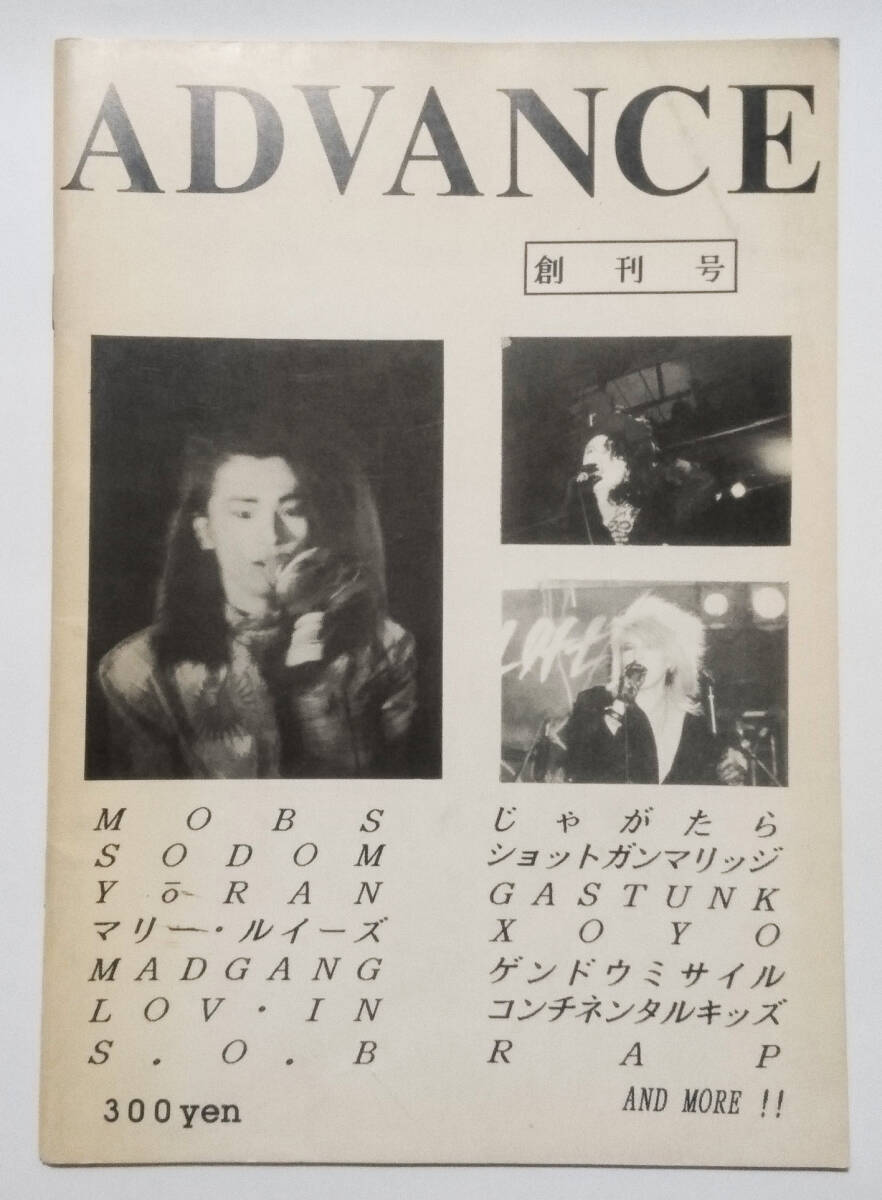 ADVANCE
創刊号
MOBS
SODOM
YōRAN
マリー・ルイーズ
MADGANG
LOV・IN
S.O.B
じゃがたら
ショットガンマリッジ
GASTUNK
XOYO
ゲンドウミサイル
コンチネンタルキッズ
RAP
AND MORE !!
300yen